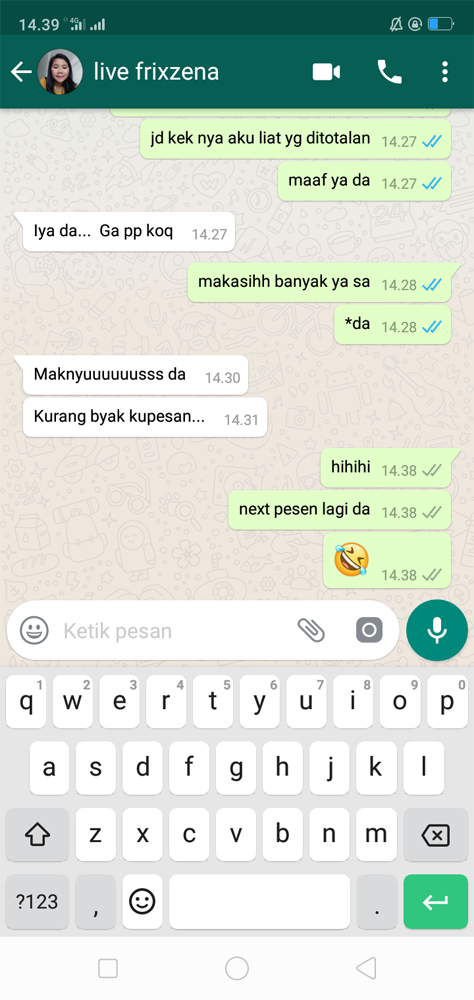 14.39 4G
live frixzena
jd kek nya aku liat yg ditotalan 14.27
maaf ya da 14.27
Iya da... Ga pp koq 14.27
makasihh banyak ya sa 14.28
*da 14.28
Maknyuuuuuusss da 14.30
Kurang byak kupesan... 14.31
hihihi 14.38
next pesen lagi da 14.38
🤣 14.38
Ketik pesan
1 2 3 4 5 6 7 8 9 0
q w e r t y u i o p
a s d f g h j k l
z x c v b n m
?123 , .